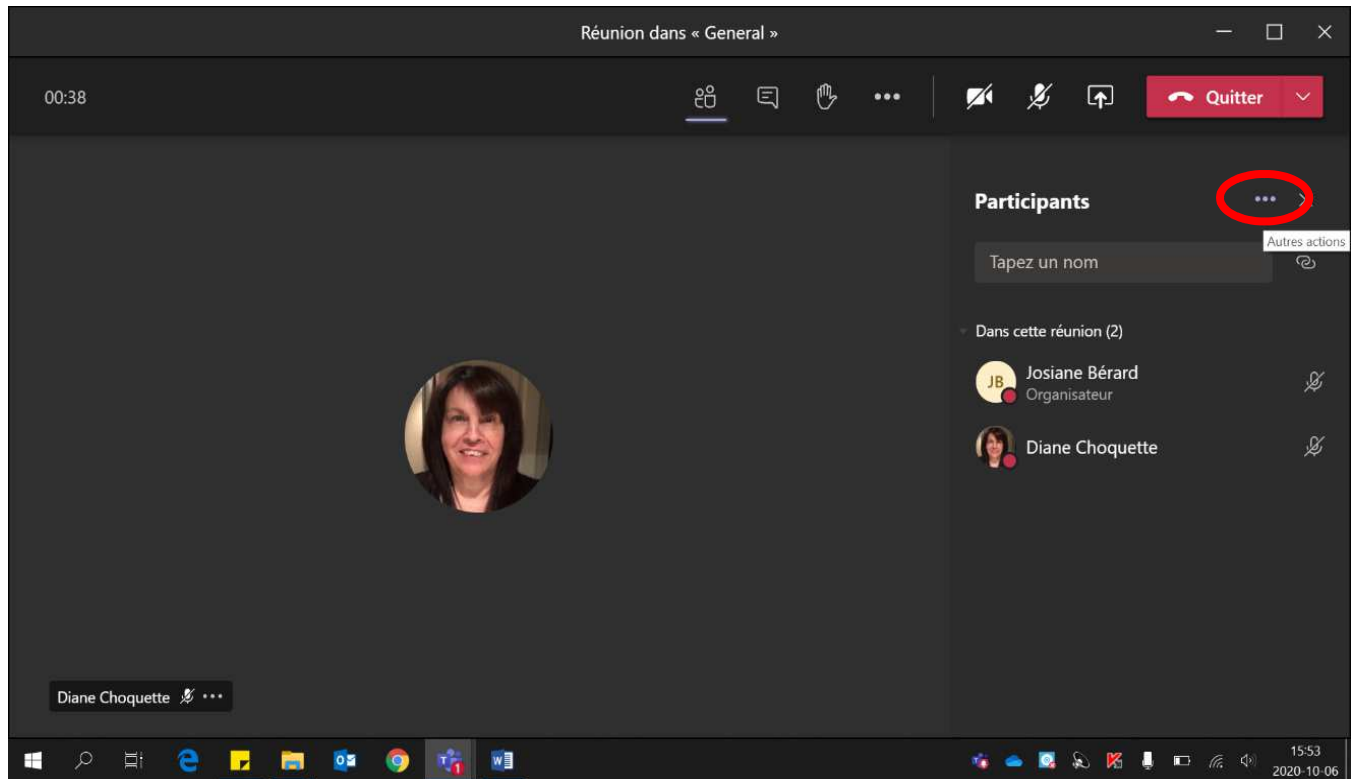 Réunion dans « General »
00:38
Quitter
Participants
Autres actions
Tapez un nom
Dans cette réunion (2)
JB
Josiane Bérard
Organisateur
Diane Choquette
Diane Choquette
1
15:53
2020-10-06